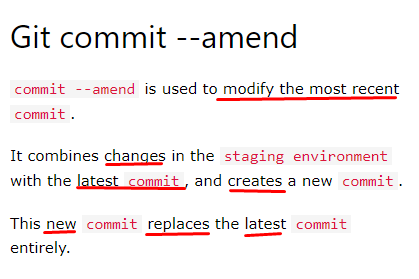 Git commit --amend
commit --amend is used to modify the most recent
commit.
It combines changes in the staging environment
with the latest commit, and creates a new commit.
This new commit replaces the latest commit
entirely.